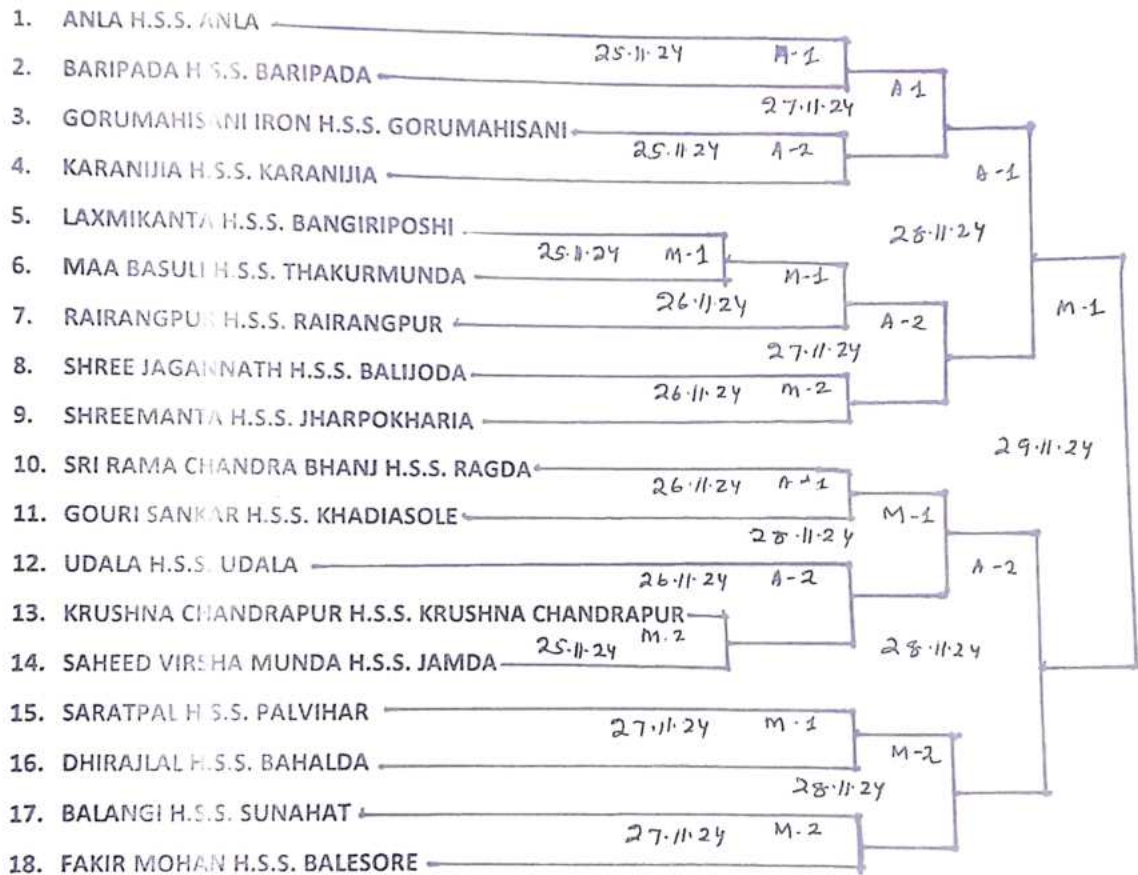 1. ANLA H.S.S. ANLA
25.11.24 A-1
2. BARIPADA H.S.S. BARIPADA
27.11.24 A-1
3. GORUMAHISANI IRON H.S.S. GORUMAHISANI
25.11.24 A-2
4. KARANIJIA H.S.S. KARANIJIA
A-1
5. LAXMIKANTA H.S.S. BANGIRIPOSHI
28.11.24
25.11.24 M-1
6. MAA BASULI H.S.S. THAKURMUNDA
M-1
26.11.24
7. RAIRANGPUR H.S.S. RAIRANGPUR
A-2
M-1
27.11.24
8. SHREE JAGANNATH H.S.S. BALIJODA
26.11.24 M-2
9. SHREEMANTA H.S.S. JHARPOKHARIA
29.11.24
10. SRI RAMA CHANDRA BHANJ H.S.S. RAGDA
26.11.24 A-1
11. GOURI SANKAR H.S.S. KHADIASOLE
M-1
28.11.24
12. UDALA H.S.S. UDALA
26.11.24 A-2
A-2
13. KRUSHNA CHANDRAPUR H.S.S. KRUSHNA CHANDRAPUR
25.11.24 M.2
28.11.24
14. SAHEED VIRSHA MUNDA H.S.S. JAMDA
15. SARATPAL H.S.S. PALVIHAR
27.11.24 M-1
M-2
16. DHIRAJLAL H.S.S. BAHALDA
28.11.24
17. BALANGI H.S.S. SUNAHAT
27.11.24 M.2
18. FAKIR MOHAN H.S.S. BALESORE